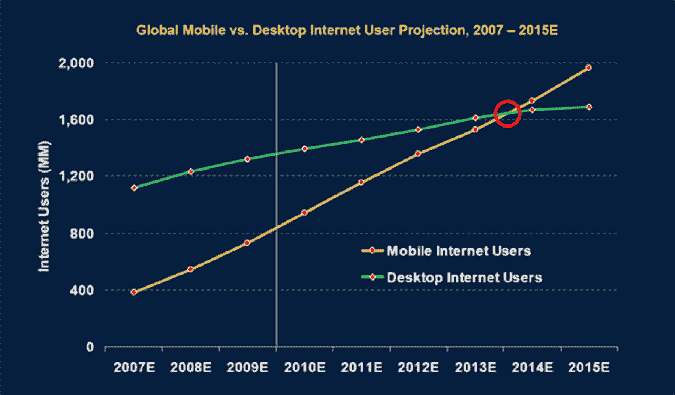 Global Mobile vs. Desktop Internet User Projection, 2007 – 2015E
2,000
1,600
1,200
800
400
0
Internet Users (MM)
Mobile Internet Users
Desktop Internet Users
2007E 2008E 2009E 2010E 2011E 2012E 2013E 2014E 2015E